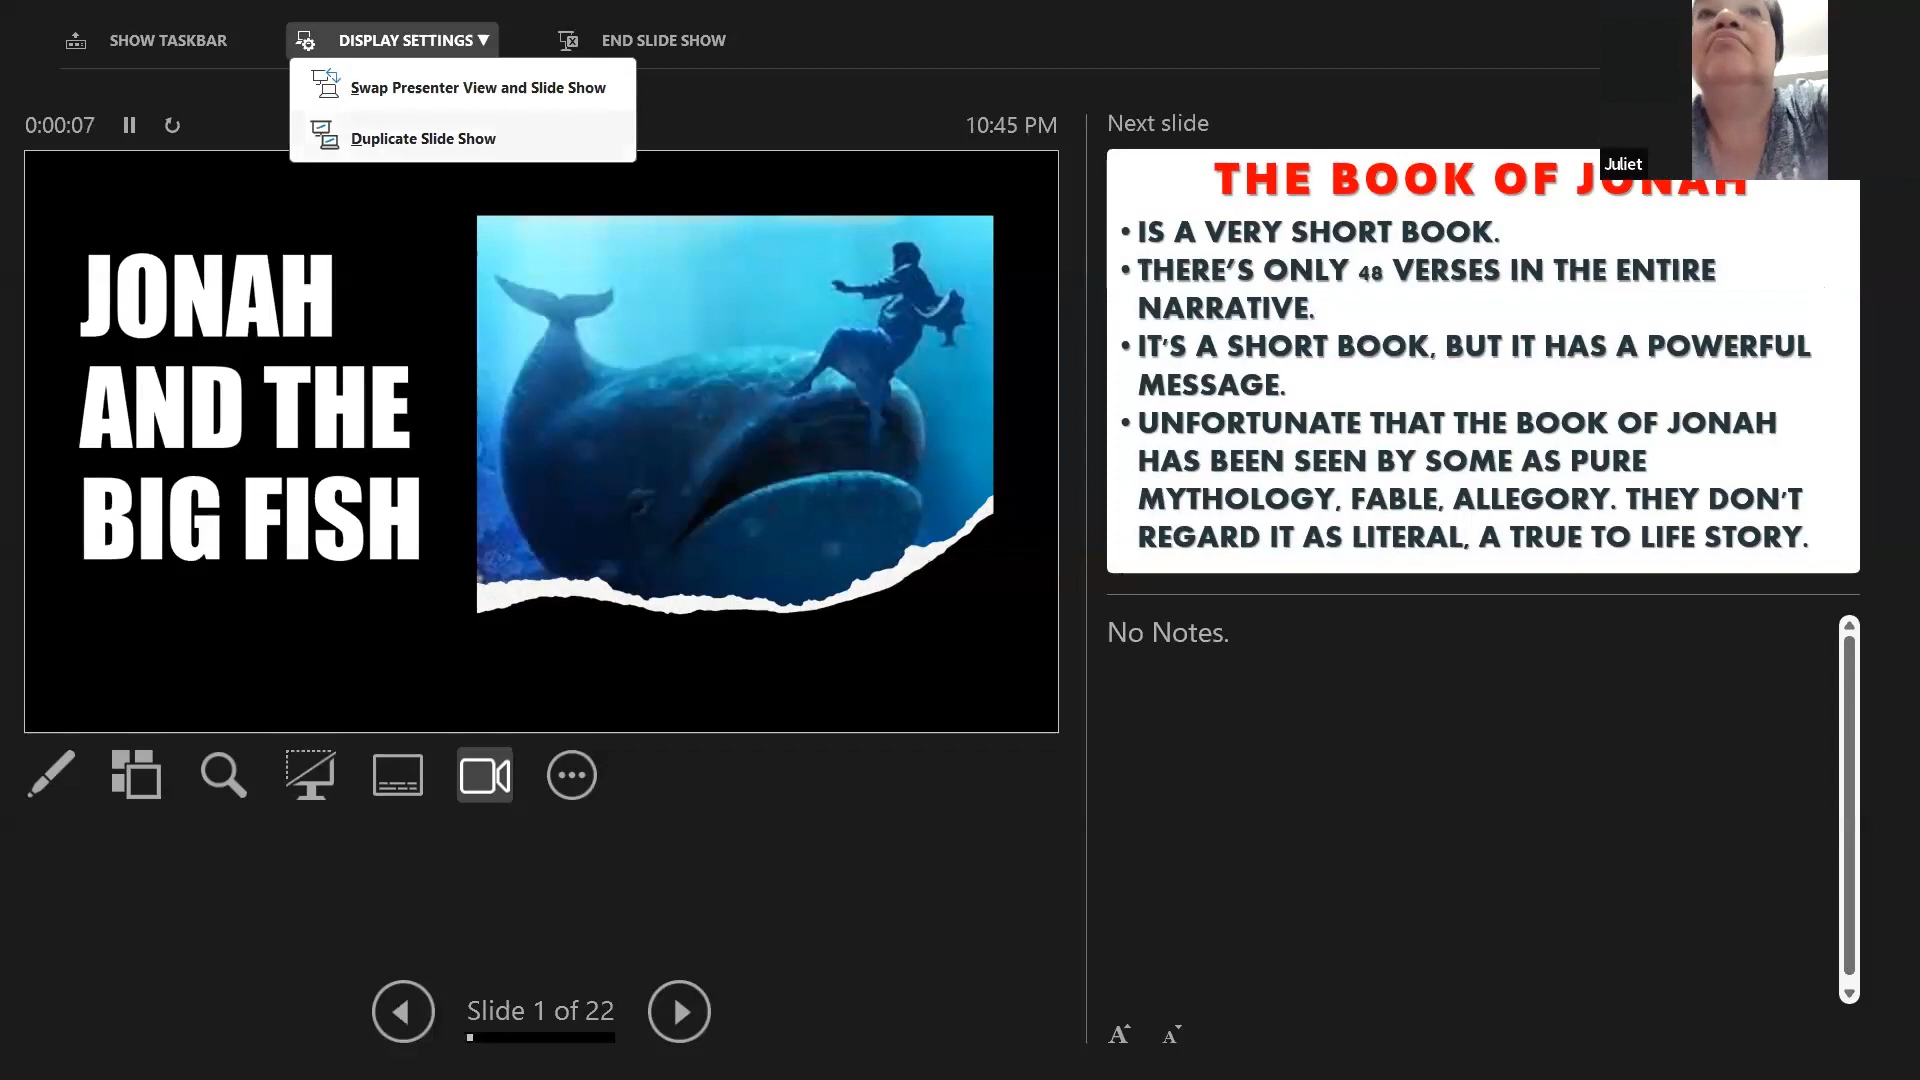 SHOW TASKBAR
DISPLAY SETTINGS ▼
END SLIDE SHOW
Swap Presenter View and Slide Show
Duplicate Slide Show
0:00:07
10:45 PM
JONAH
AND THE
BIG FISH
Slide 1 of 22
Next slide
Juliet
THE BOOK OF JONAH
• IS A VERY SHORT BOOK.
• THERE'S ONLY 48 VERSES IN THE ENTIRE
NARRATIVE.
• IT'S A SHORT BOOK, BUT IT HAS A POWERFUL
MESSAGE.
• UNFORTUNATE THAT THE BOOK OF JONAH
HAS BEEN SEEN BY SOME AS PURE
MYTHOLOGY, FABLE, ALLEGORY. THEY DON'T
REGARD IT AS LITERAL, A TRUE TO LIFE STORY.
No Notes.
A A